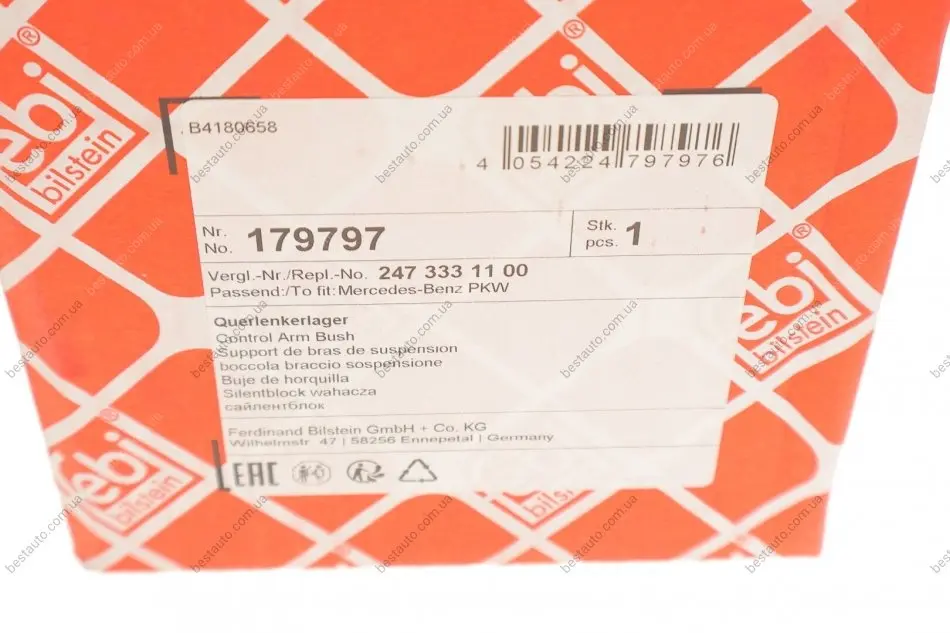 B4180658
4 054224 797976
Nr.
No. 179797
Stk.
pcs. 1
Vergl.-Nr./Repl.-No. 247 333 11 00
Passend:/To fit: Mercedes-Benz PKW
Querlenkerlager
Control Arm Bush
Support de bras de suspension
boccola braccio sospensione
Buje de horquilla
Silentblock wahacza
сайлентблок
Ferdinand Bilstein GmbH + Co. KG
Wilhelmstr. 47 | 58256 Ennepetal | Germany
EAC
febi
bilstein
bestauto.com.ua